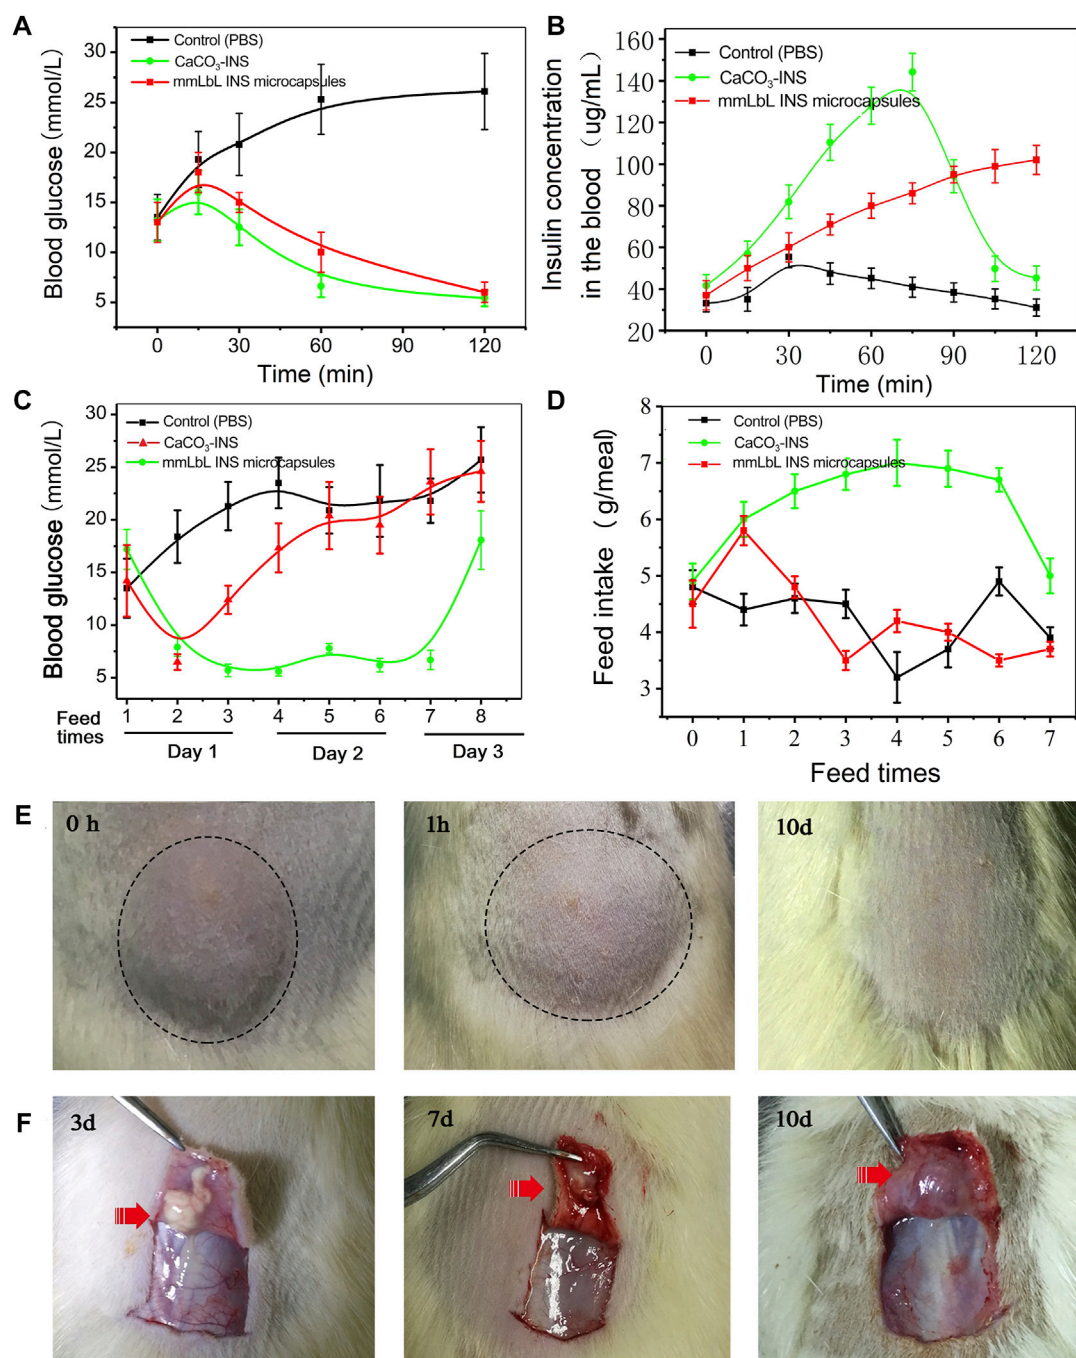 A
Blood glucose (mmol/L)
30
25
20
15
10
5
Control (PBS)
CaCO₃-INS
mmLbL INS microcapsules
0 30 60 90 120
Time (min)
B
Insulin concentration
in the blood (ug/mL)
160
140
120
100
80
60
40
20
Control (PBS)
CaCO₃-INS
mmLbL INS microcapsules
0 30 60 90 120
Time (min)
C
Blood glucose (mmol/L)
30
25
20
15
10
5
Control (PBS)
CaCO₃-INS
mmLbL INS microcapsules
Feed times
1 2 3 4 5 6 7 8
Day 1 Day 2 Day 3
D
Feed intake (g/meal)
8
7
6
5
4
3
Control (PBS)
CaCO₃-INS
mmLbL INS microcapsules
0 1 2 3 4 5 6 7
Feed times
E
0 h
1h
10d
F
3d
7d
10d